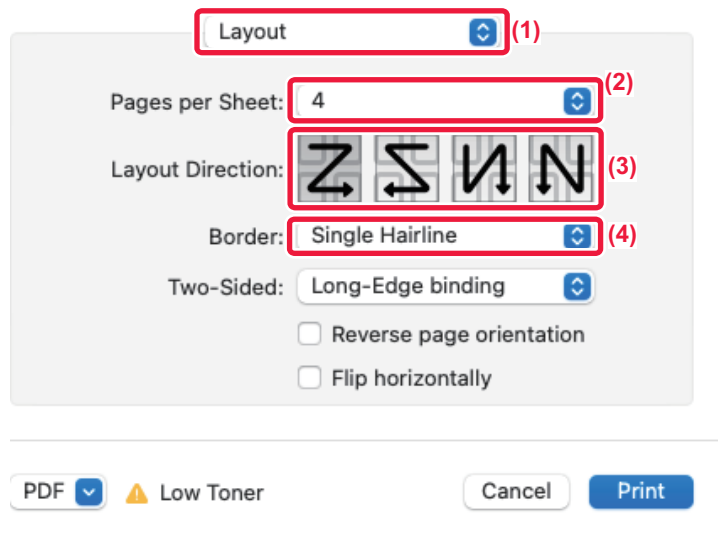 Layout (1)
(2)
Pages per Sheet: 4
Layout Direction: (3)
Border: Single Hairline (4)
Two-Sided: Long-Edge binding
Reverse page orientation
Flip horizontally
PDF Low Toner Cancel Print